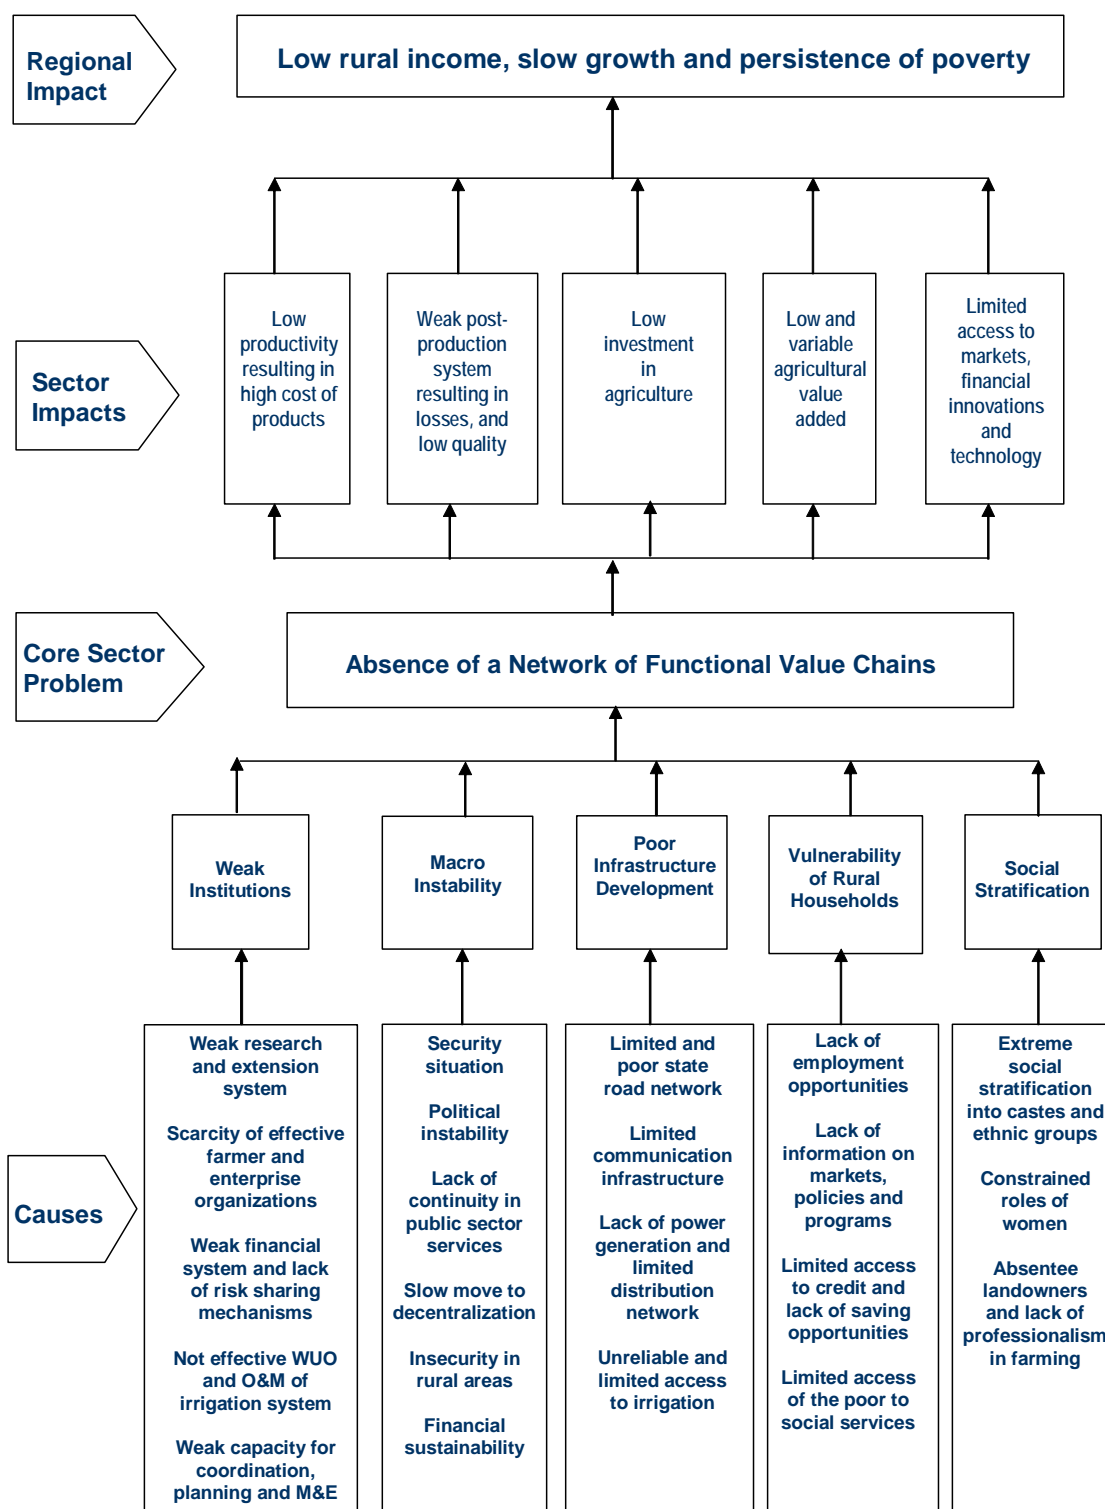 Regional
Impact
Low rural income, slow growth and persistence of poverty
Sector
Impacts
Low
productivity
resulting in
high cost of
products
Weak post-
production
system
resulting in
losses, and
low quality
Low
investment
in
agriculture
Low and
variable
agricultural
value
added
Limited
access to
markets,
financial
innovations
and
technology
Core Sector
Problem
Absence of a Network of Functional Value Chains
Weak
Institutions
Macro
Instability
Poor
Infrastructure
Development
Vulnerability
of Rural
Households
Social
Stratification
Causes
Weak research
and extension
system
Scarcity of effective
farmer and
enterprise
organizations
Weak financial
system and lack
of risk sharing
mechanisms
Not effective WUO
and O&M of
irrigation system
Weak capacity for
coordination,
planning and M&E
Security
situation
Political
instability
Lack of
continuity in
public sector
services
Slow move to
decentralization
Insecurity in
rural areas
Financial
sustainability
Limited and
poor state
road network
Limited
communication
infrastructure
Lack of power
generation and
limited
distribution
network
Unreliable and
limited access
to irrigation
Lack of
employment
opportunities
Lack of
information on
markets,
policies and
programs
Limited access
to credit and
lack of saving
opportunities
Limited access
of the poor to
social services
Extreme
social
stratification
into castes and
ethnic groups
Constrained
roles of
women
Absentee
landowners
and lack of
professionalism
in farming